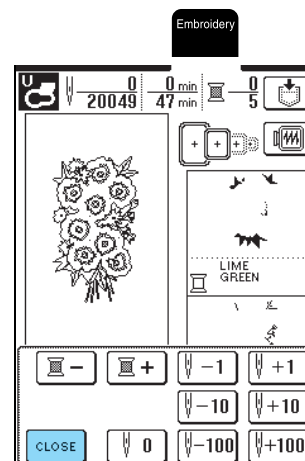 Embroidery
U 0 0 min 0
20049 47 min 5
LIME
GREEN
− + −1 +1
−10 +10
CLOSE 0 −100 +100